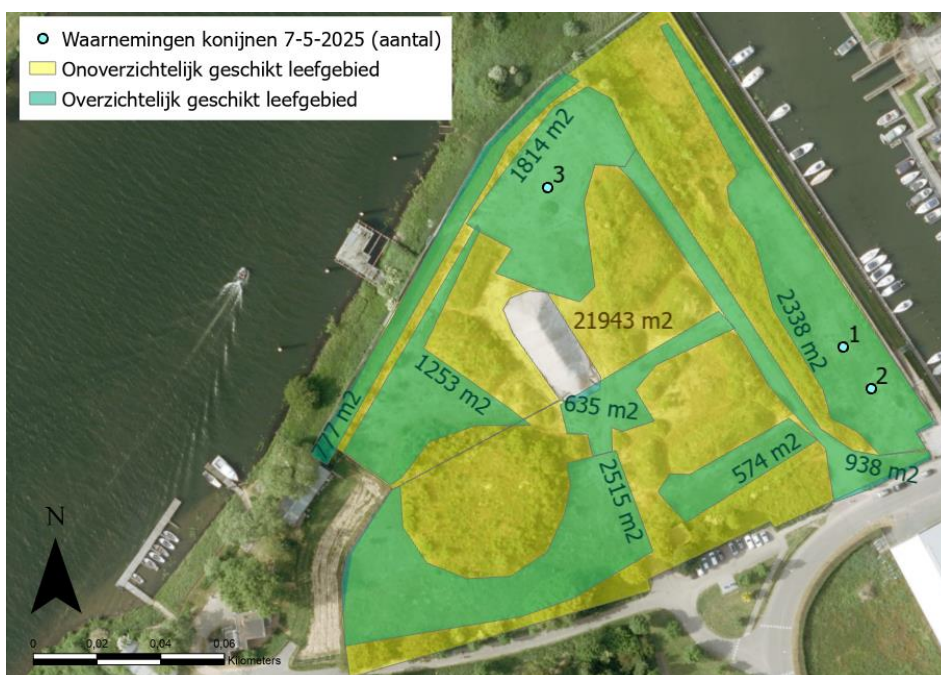 Waarnemingen konijnen 7-5-2025 (aantal)
Onoverzichtelijk geschikt leefgebied
Overzichtelijk geschikt leefgebied
1814 m2
3
21943 m2
2338 m2
1
2
1253 m2
635 m2
777 m2
574 m2
938 m2
2515 m2
N
0 0,02 0,04 0,06
Kilometers